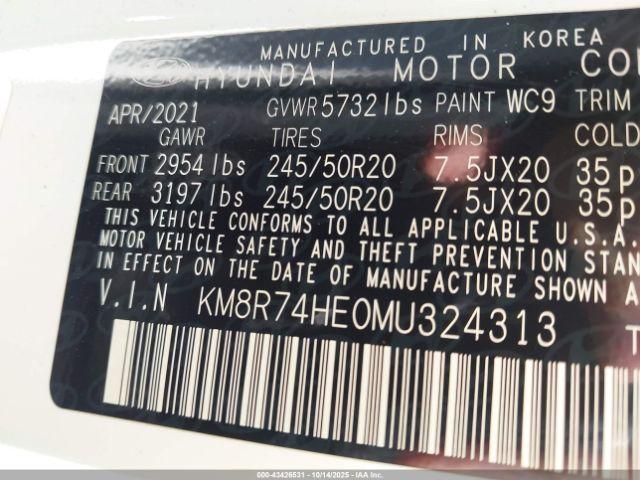 MANUFACTURED IN KOREA
HYUNDAI MOTOR CO
APR/2021 GVWR 5732 lbs PAINT WC9 TRIM
GAWR TIRES RIMS COLD
FRONT 2954 lbs 245/50R20 7.5JX20 35p
REAR 3197 lbs 245/50R20 7.5JX20 35p
THIS VEHICLE CONFORMS TO ALL APPLICABLE U.S.A.
MOTOR VEHICLE SAFETY AND THEFT PREVENTION STAN
IN EFFECT ON THE DATE OF MANUFACTURE SHOWN A
V.I.N KM8R74HE0MU324313
T
000-43426531 - 10/14/2025 - IAA, Inc.